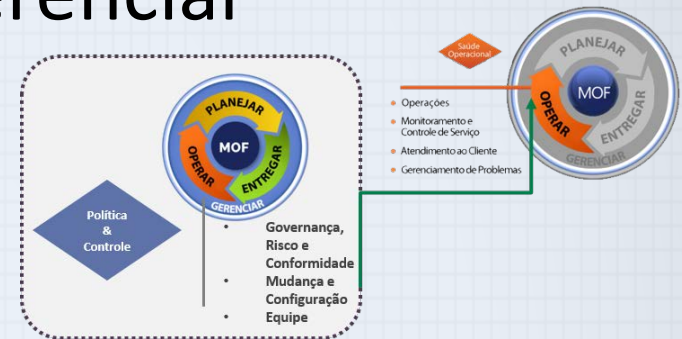 Gerenciar
Política
&
Controle
PLANEJAR
OPERAR
MOF
ENTREGAR
GERENCIAR
• Governança,
Risco e
Conformidade
• Mudança e
Configuração
• Equipe
Saúde
Operacional
• Operações
• Monitoramento e
Controle de Serviço
• Atendimento ao Cliente
• Gerenciamento de Problemas
PLANEJAR
MOF
OPERAR
ENTREGAR
GERENCIAR